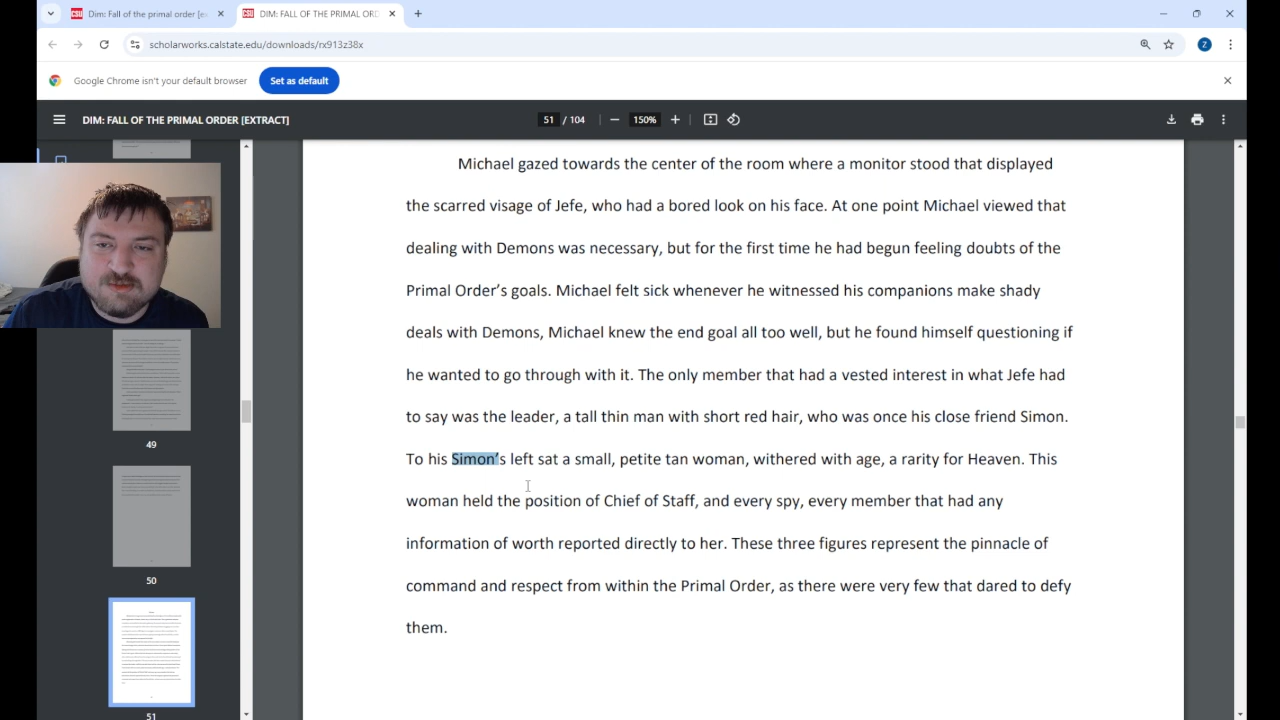 DIM: Fall of the primal order [ex
DIM: FALL OF THE PRIMAL ORD
scholarworks.calstate.edu/downloads/rx913z38x
Z
Google Chrome isn't your default browser
Set as default
DIM: FALL OF THE PRIMAL ORDER [EXTRACT]
51 / 104
150%
Michael gazed towards the center of the room where a monitor stood that displayed
the scarred visage of Jefe, who had a bored look on his face. At one point Michael viewed that
dealing with Demons was necessary, but for the first time he had begun feeling doubts of the
Primal Order's goals. Michael felt sick whenever he witnessed his companions make shady
deals with Demons, Michael knew the end goal all too well, but he found himself questioning if
he wanted to go through with it. The only member that had a vested interest in what Jefe had
to say was the leader, a tall thin man with short red hair, who was once his close friend Simon.
To his Simon's left sat a small, petite tan woman, withered with age, a rarity for Heaven. This
woman held the position of Chief of Staff, and every spy, every member that had any
information of worth reported directly to her. These three figures represent the pinnacle of
command and respect from within the Primal Order, as there were very few that dared to defy
them.
49
50
51